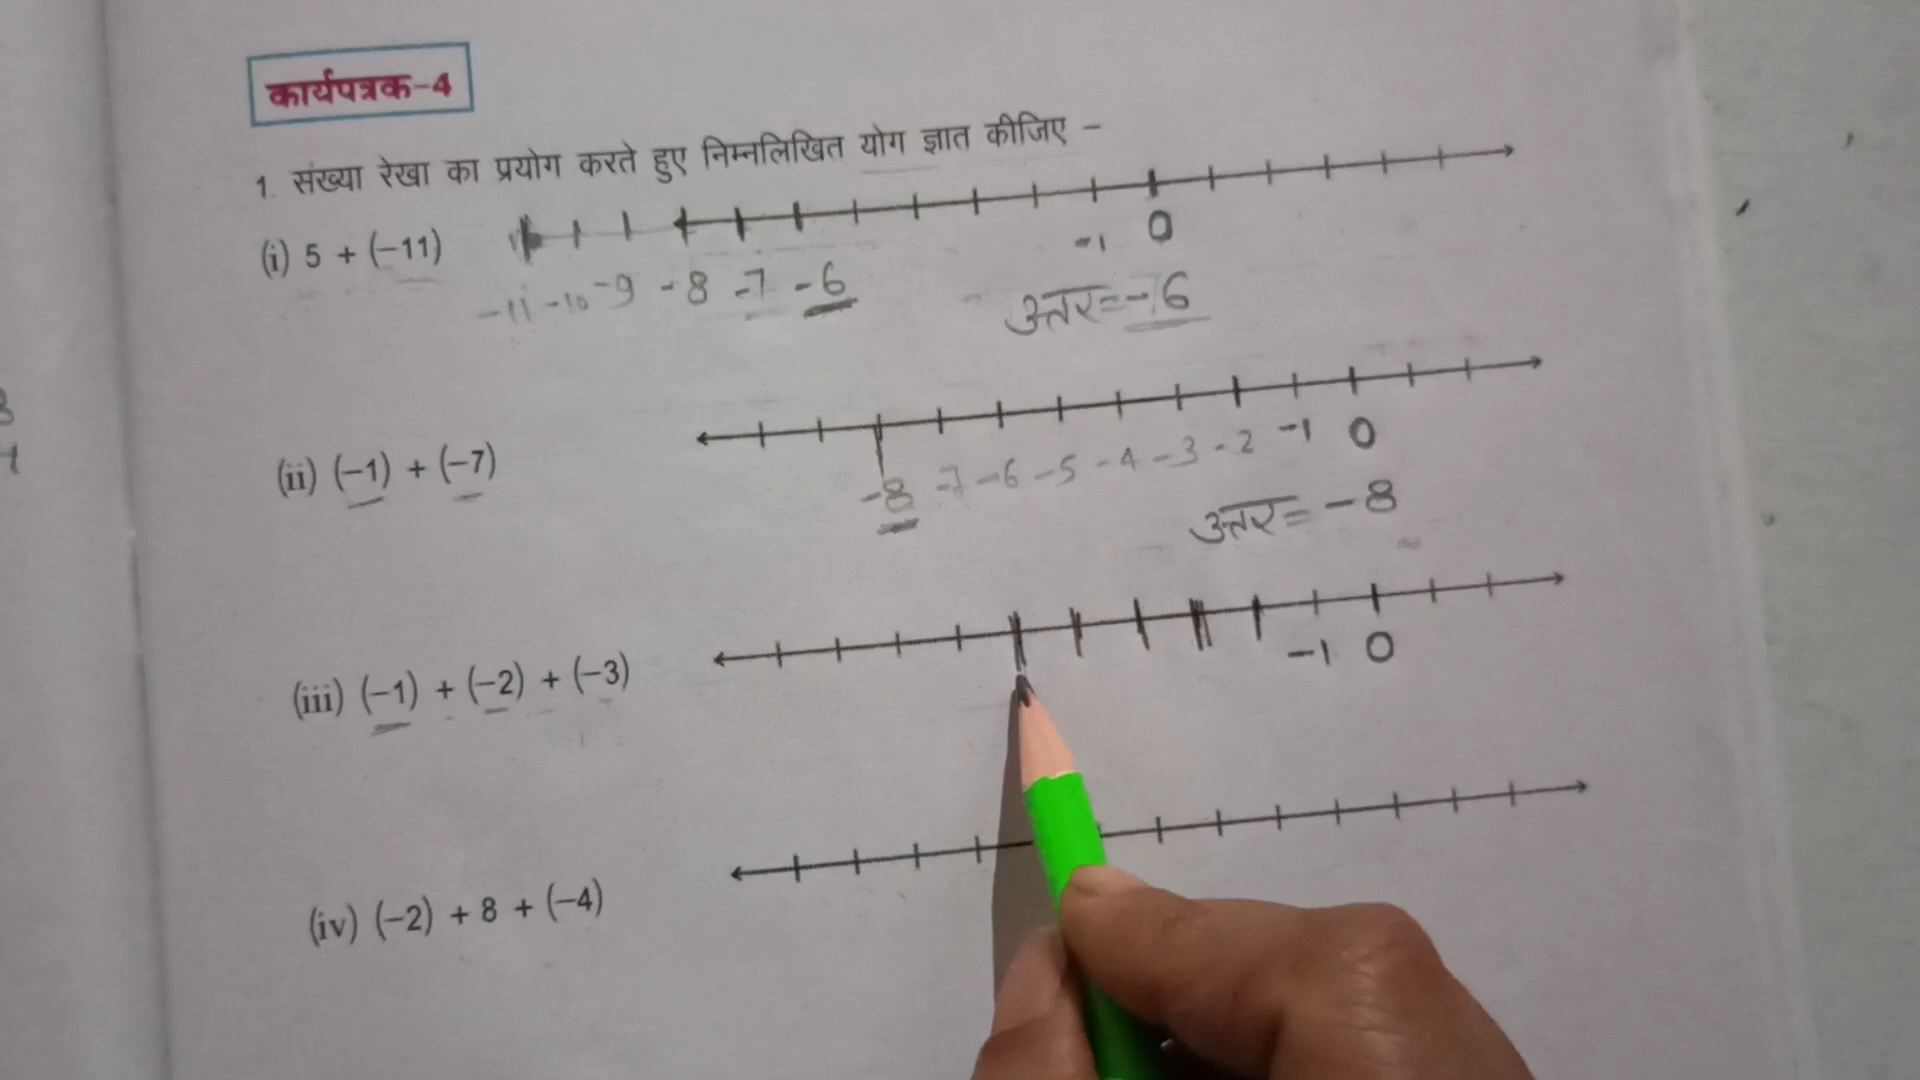 कार्यपत्रक-4
1. संख्या रेखा का प्रयोग करते हुए निम्नलिखित योग ज्ञात कीजिए -
(i) 5 + (-11)
-1 0
-11 -10 -9 -8 -7 -6
उत्तर=-6
(ii) (-1) + (-7)
-8 -7 -6 -5 -4 -3 -2 -1 0
उत्तर= -8
(iii) (-1) + (-2) + (-3)
-1 0
(iv) (-2) + 8 + (-4)